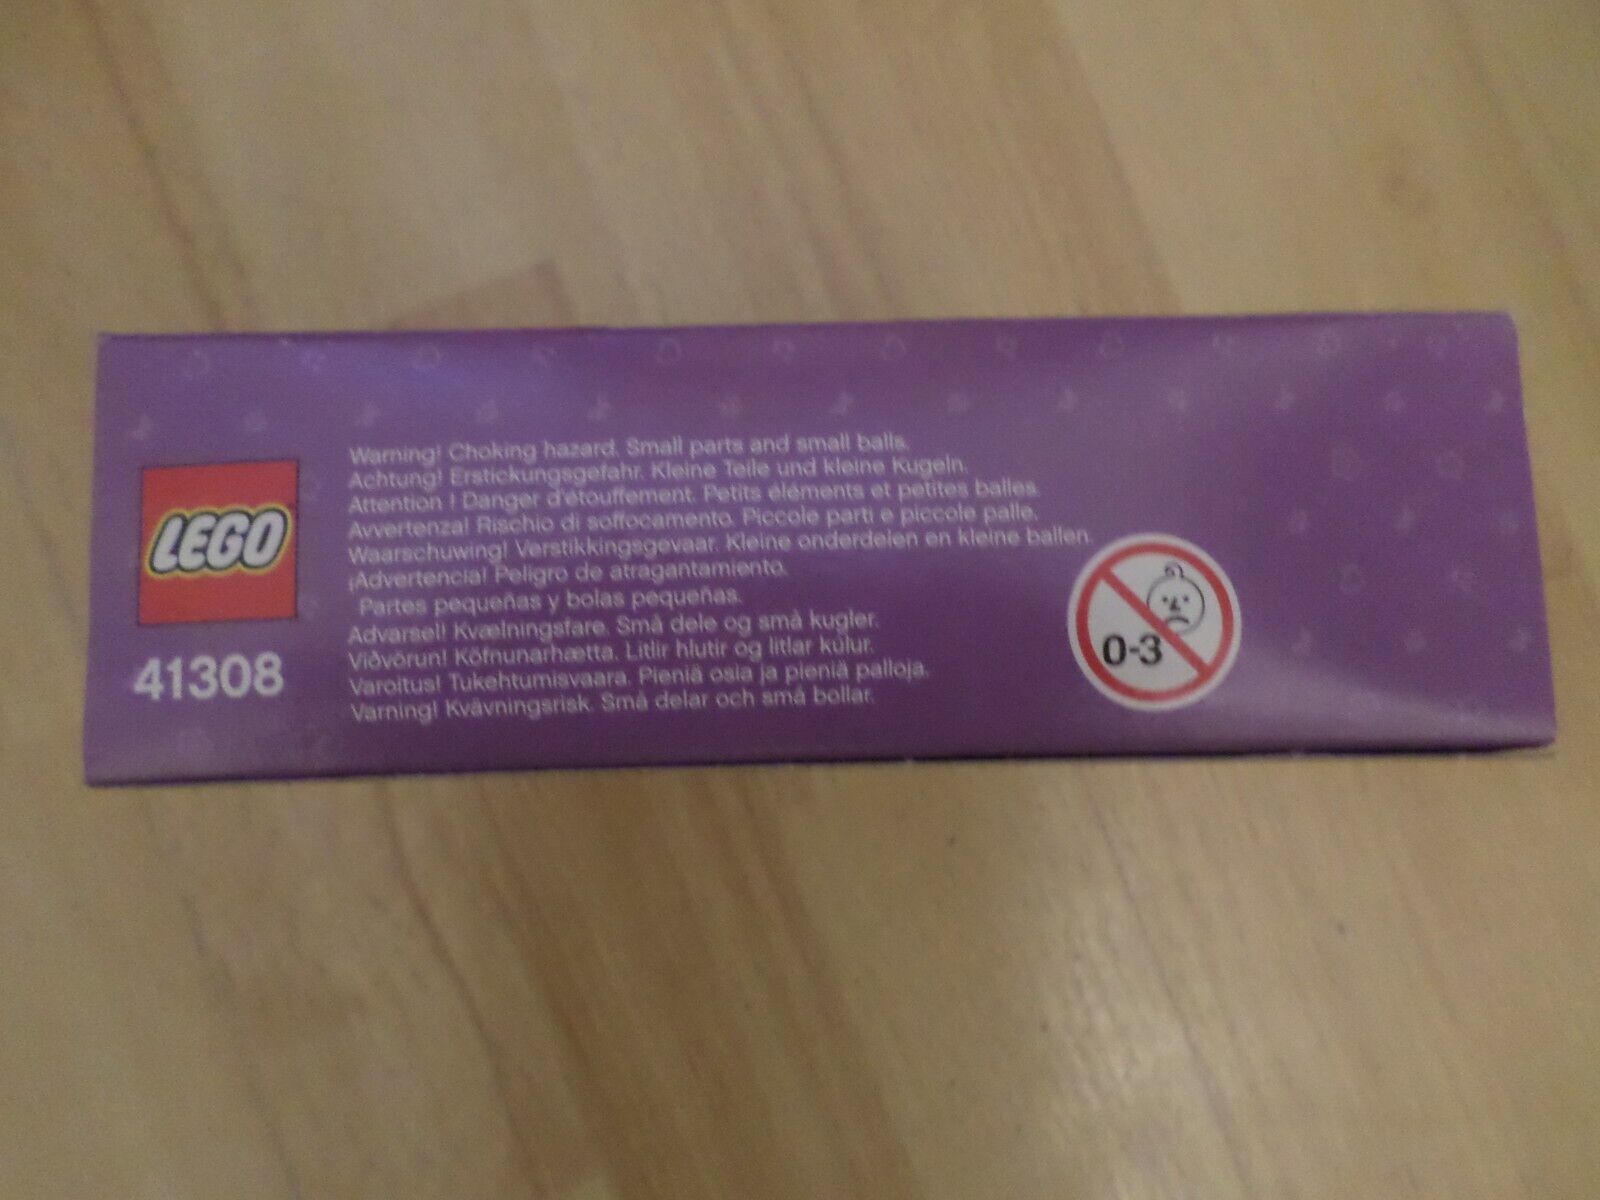 LEGO
41308
Warning! Choking hazard. Small parts and small balls.
Achtung! Erstickungsgefahr. Kleine Teile und kleine Kugeln.
Attention ! Danger d'étouffement. Petits éléments et petites balles.
Avvertenza! Rischio di soffocamento. Piccole parti e piccole palle.
Waarschuwing! Verstikkingsgevaar. Kleine onderdelen en kleine ballen.
¡Advertencia! Peligro de atragantamiento.
Partes pequeñas y bolas pequeñas.
Advarsel! Kvælningsfare. Små dele og små kugler.
Viðvörun! Köfnunarhætta. Litlir hlutir og litlar kúlur.
Varoitus! Tukehtumisvaara. Pieniä osia ja pieniä palloja.
Varning! Kvävningsrisk. Små delar och små bollar.
0-3